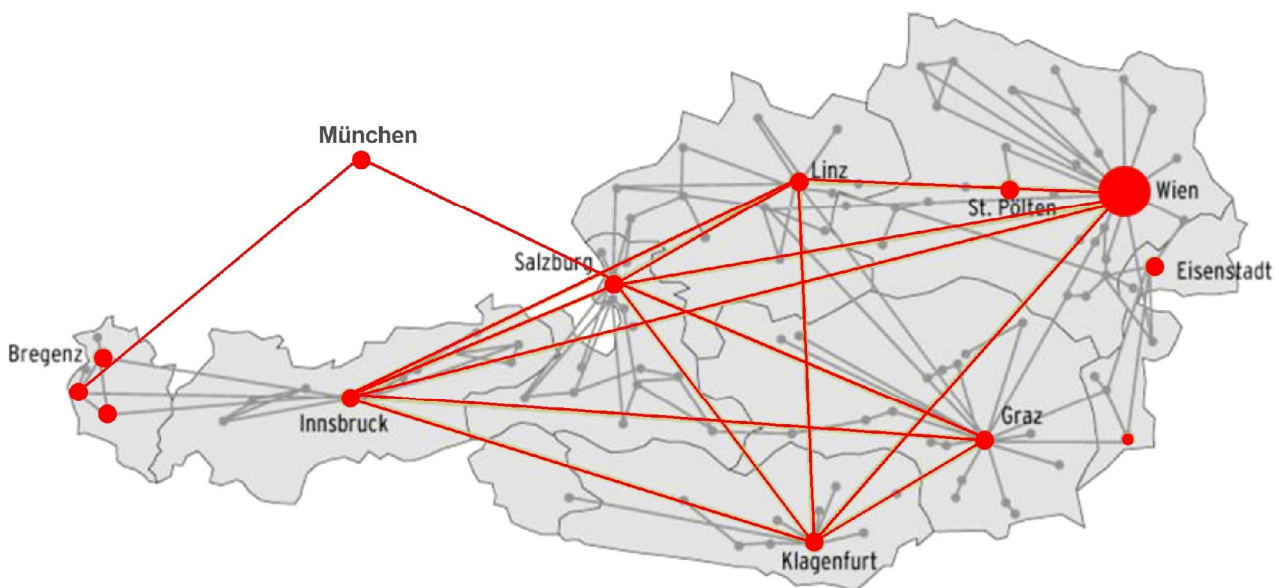 München
Linz
Wien
St. Pölten
Salzburg
Eisenstadt
Bregenz
Innsbruck
Graz
Klagenfurt